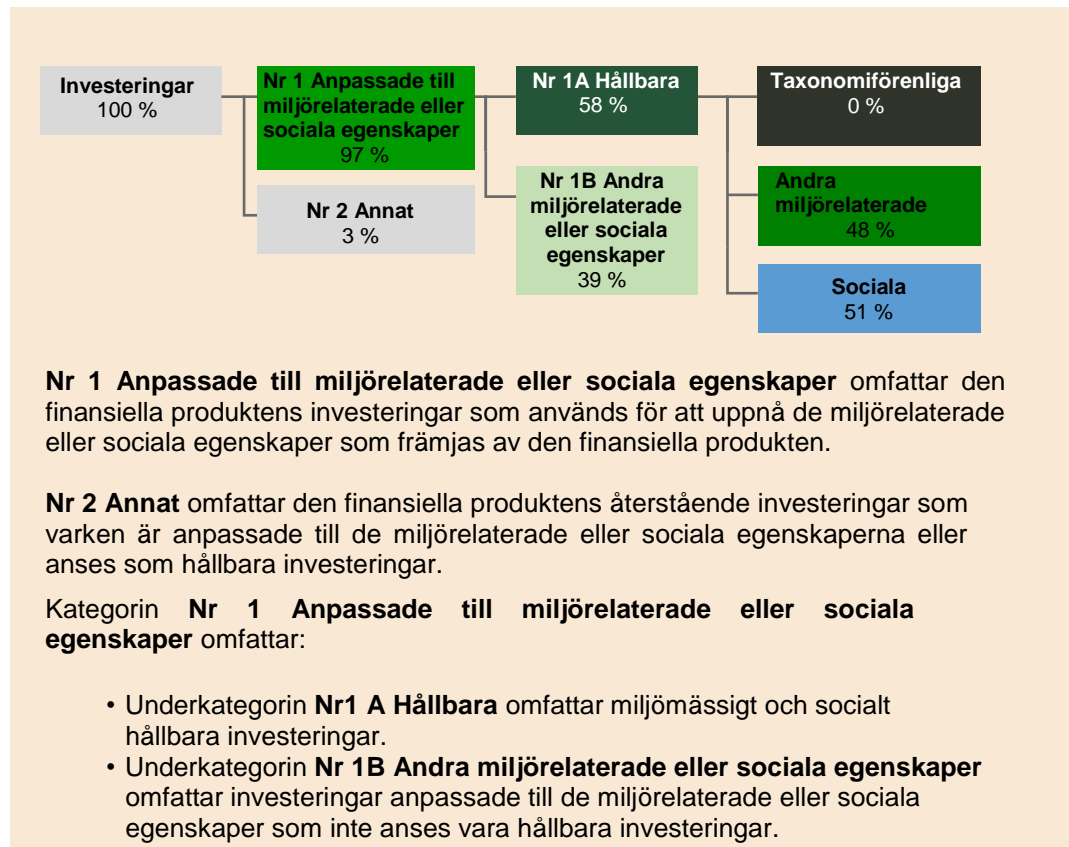 Investeringar
100 %
Nr 1 Anpassade till
miljörelaterade eller
sociala egenskaper
97 %
Nr 2 Annat
3 %
Nr 1A Hållbara
58 %
Nr 1B Andra
miljörelaterade
eller sociala
egenskaper
39 %
Taxonomiförenliga
0 %
Andra
miljörelaterade
48 %
Sociala
51 %
Nr 1 Anpassade till miljörelaterade eller sociala egenskaper omfattar den
finansiella produktens investeringar som används för att uppnå de miljörelaterade
eller sociala egenskaper som främjas av den finansiella produkten.
Nr 2 Annat omfattar den finansiella produktens återstående investeringar som
varken är anpassade till de miljörelaterade eller sociala egenskaperna eller
anses som hållbara investeringar.
Kategorin Nr 1 Anpassade till miljörelaterade eller sociala
egenskaper omfattar:
• Underkategorin Nr1 A Hållbara omfattar miljömässigt och socialt
hållbara investeringar.
• Underkategorin Nr 1B Andra miljörelaterade eller sociala egenskaper
omfattar investeringar anpassade till de miljörelaterade eller sociala
egenskaper som inte anses vara hållbara investeringar.